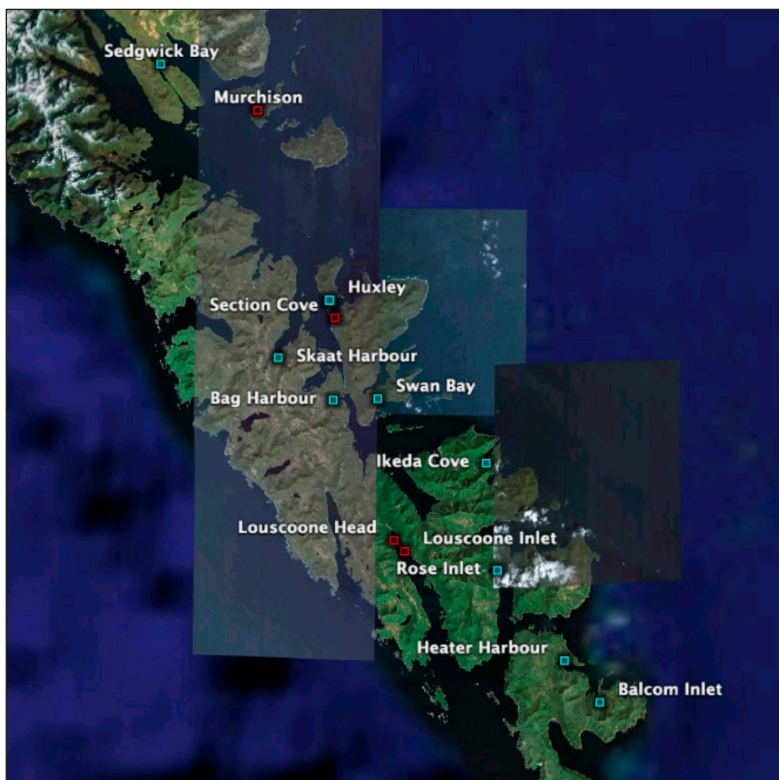 Sedgwick Bay
Murchison
Huxley
Section Cove
Skaat Harbour
Swan Bay
Bag Harbour
Ikeda Cove
Louscoone Head
Louscoone Inlet
Rose Inlet
Heater Harbour
Balcom Inlet